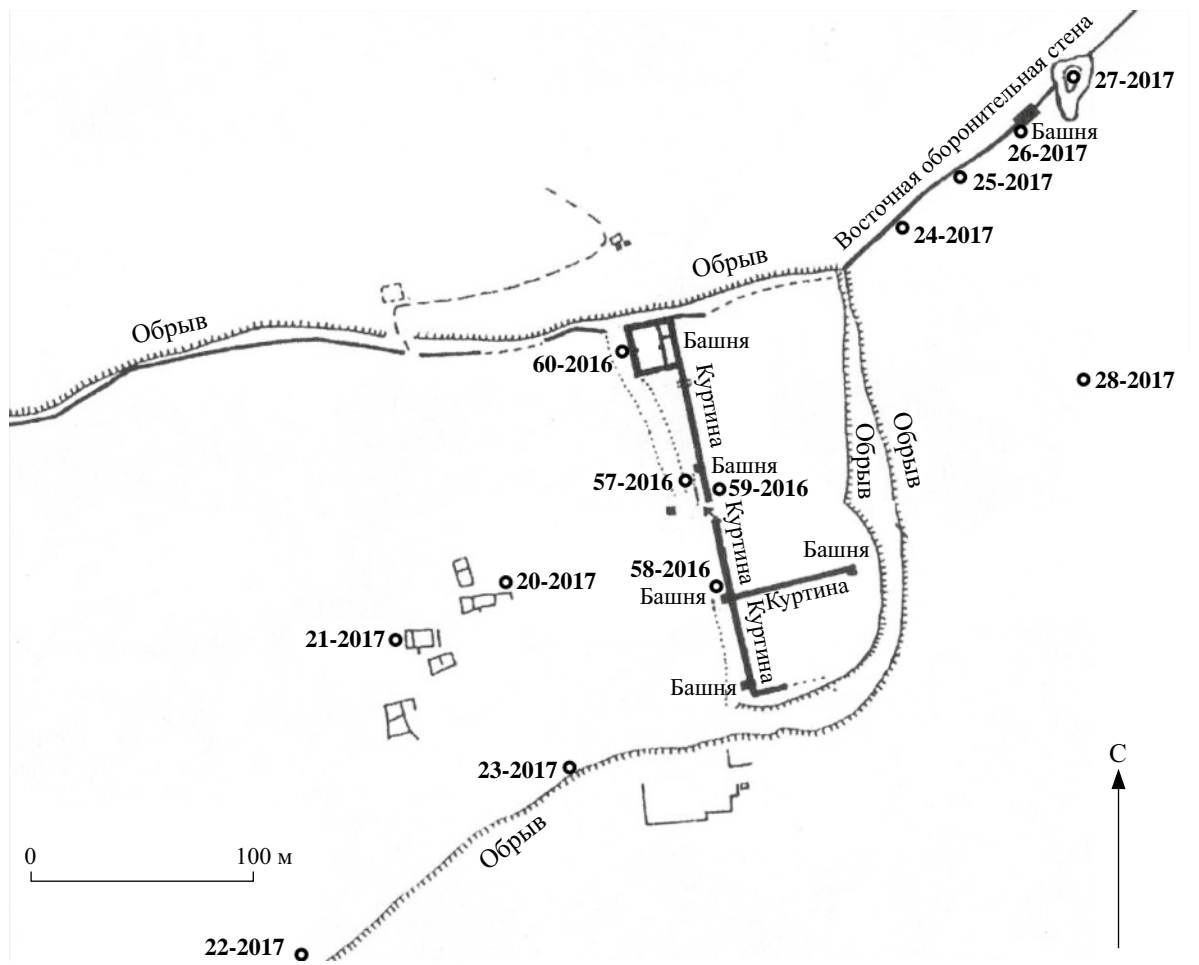 Восточная оборонительная стена
27-2017
Башня
26-2017
25-2017
24-2017
Обрыв
Обрыв
Башня
60-2016
Куртина
28-2017
Обрыв
Обрыв
Башня
57-2016
59-2016
Куртина
Башня
20-2017
58-2016
Башня
Куртина
Куртина
21-2017
Башня
23-2017
С
Обрыв
0
100 м
22-2017